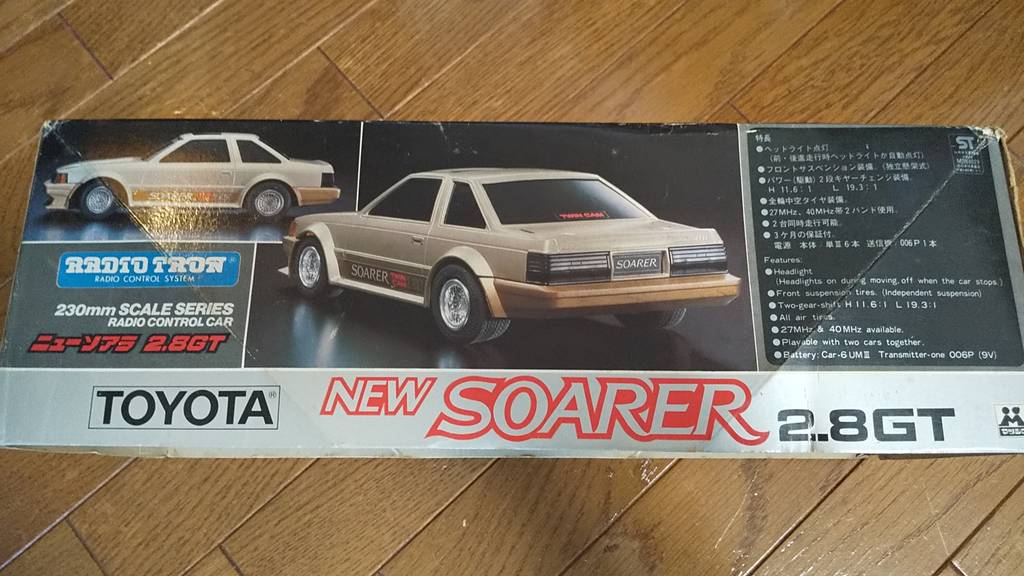 SOARER
TWIN CAM
SOARER
TWIN
CAM
SOARER
RADIO TRON
RADIO CONTROL SYSTEM
230mm SCALE SERIES
RADIO CONTROL CAR
ニューソアラ 2.8GT
特長
●ヘッドライト点灯
(前・後進走行時ヘッドライトが自動点灯)
●フロントサスペンション装備.(独立懸架式)
●パワー(駆動)2段ギヤーチェンジ装備.
H 11.6:1 L 19.3:1
●全輪中空タイヤ装備.
●27MHz、40MHz帯2バンド使用.
●2台同時走行可能.
●3ケ月の保証付.
電源 本体/単Ⅲ6本 送信機/006P1本
Features:
●Headlight
(Headlights on during moving, off when the car stops.)
●Front suspension tires. (Independent suspension)
●Two-gear-shift H 11.6:1 L 19.3:1
●All air tires.
●27MHz & 40MHz available.
●Playable with two cars together.
●Battery: Car-6UMⅢ Transmitter-one 006P (9V)
ST
TOYOTA®
NEW SOARER 2.8GT